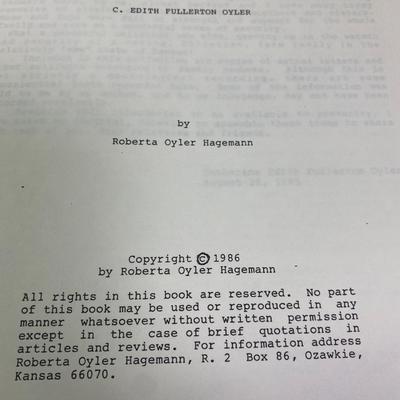 C. EDITH FULLERTON OYLER
by
Roberta Oyler Hagemann
Copyright © 1986
by Roberta Oyler Hagemann
All rights in this book are reserved. No part
of this book may be used or reproduced in any
manner whatsoever without written permission
except in the case of brief quotations in
articles and reviews. For information address
Roberta Oyler Hagemann, R. 2 Box 86, Ozawkie,
Kansas 66070.